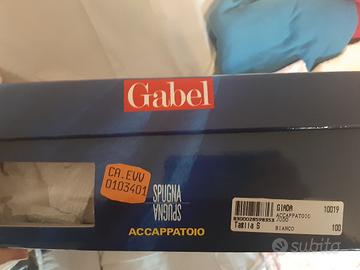 Gabel
CA.EVV
0103401
SPUGNA
SPUGNA
ACCAPPATOIO
GIADA 10019
ACCAPPATOIO
Taglia S
BIANCO 100
subito